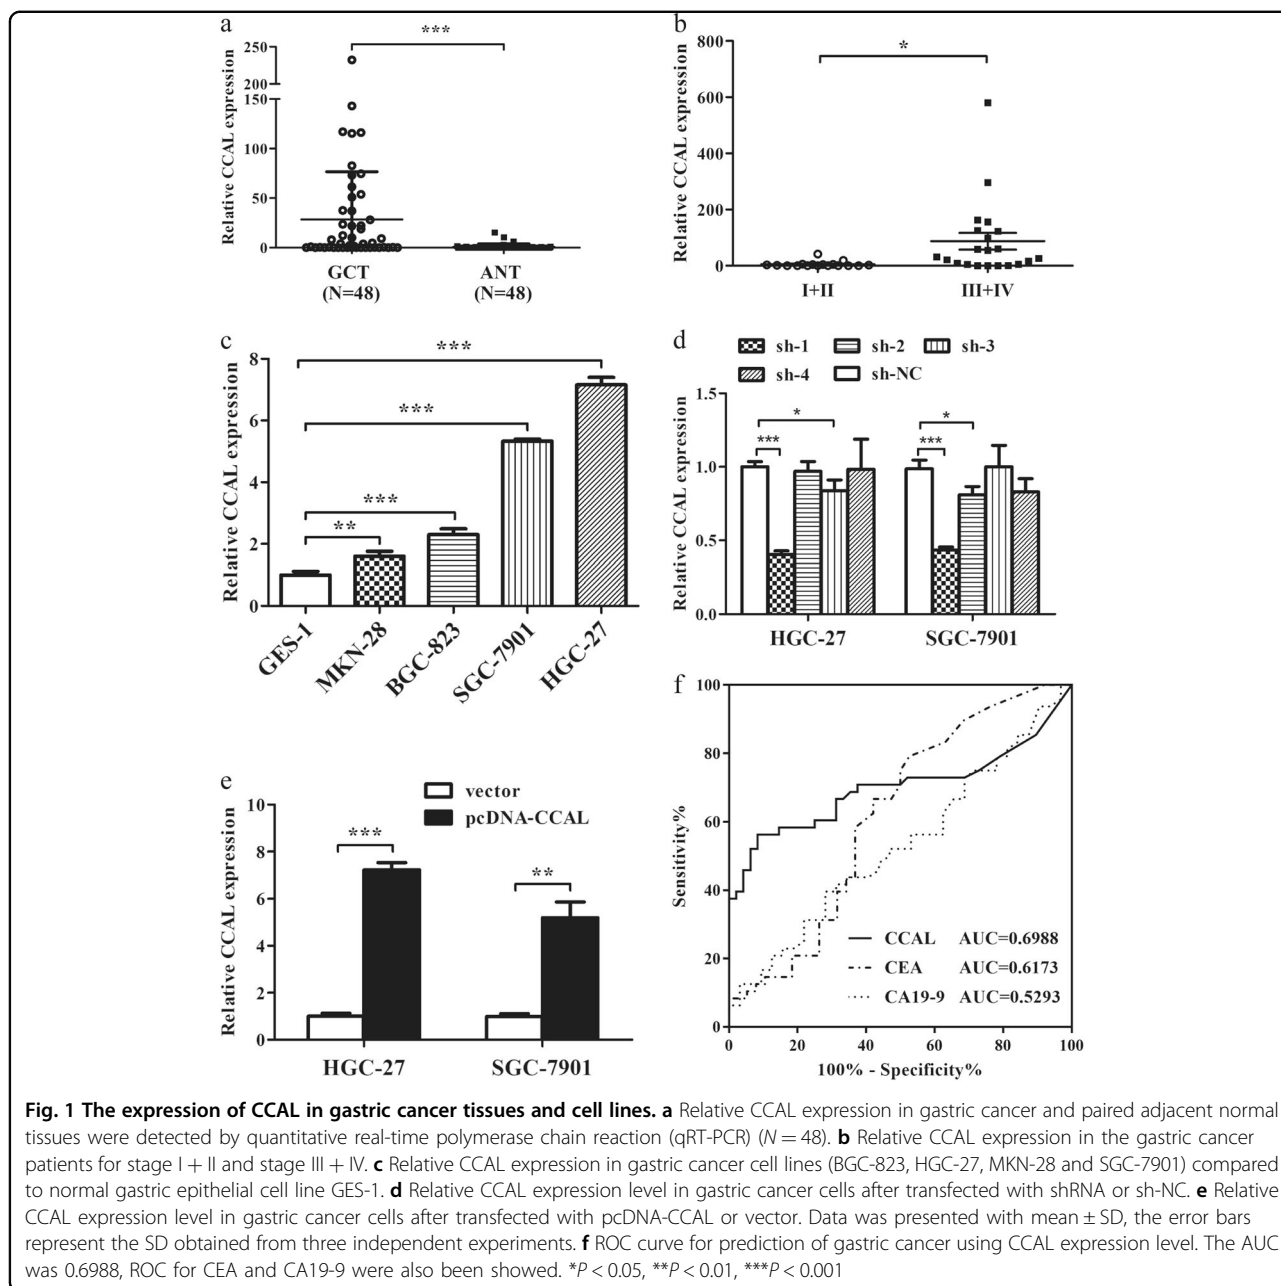 a
***
Relative CCAL expression
250
200
150
100
50
0
GCT
(N=48)
ANT
(N=48)
b
*
Relative CCAL expression
800
600
400
200
0
I+II
III+IV
c
***
***
***
**
Relative CCAL expression
8
6
4
2
0
GES-1
MKN-28
BGC-823
SGC-7901
HGC-27
d
sh-1
sh-2
sh-3
sh-4
sh-NC
Relative CCAL expression
1.5
1.0
0.5
0.0
*
***
*
***
HGC-27
SGC-7901
e
vector
pcDNA-CCAL
Relative CCAL expression
10
8
6
4
2
0
***
**
HGC-27
SGC-7901
f
Sensitivity%
100
80
60
40
20
0
CCAL AUC=0.6988
CEA AUC=0.6173
CA19-9 AUC=0.5293
0 20 40 60 80 100
100% - Specificity%
Fig. 1 The expression of CCAL in gastric cancer tissues and cell lines. a Relative CCAL expression in gastric cancer and paired adjacent normal
tissues were detected by quantitative real-time polymerase chain reaction (qRT-PCR) (N = 48). b Relative CCAL expression in the gastric cancer
patients for stage I + II and stage III + IV. c Relative CCAL expression in gastric cancer cell lines (BGC-823, HGC-27, MKN-28 and SGC-7901) compared
to normal gastric epithelial cell line GES-1. d Relative CCAL expression level in gastric cancer cells after transfected with shRNA or sh-NC. e Relative
CCAL expression level in gastric cancer cells after transfected with pcDNA-CCAL or vector. Data was presented with mean ± SD, the error bars
represent the SD obtained from three independent experiments. f ROC curve for prediction of gastric cancer using CCAL expression level. The AUC
was 0.6988, ROC for CEA and CA19-9 were also been showed. *P < 0.05, **P < 0.01, ***P < 0.001